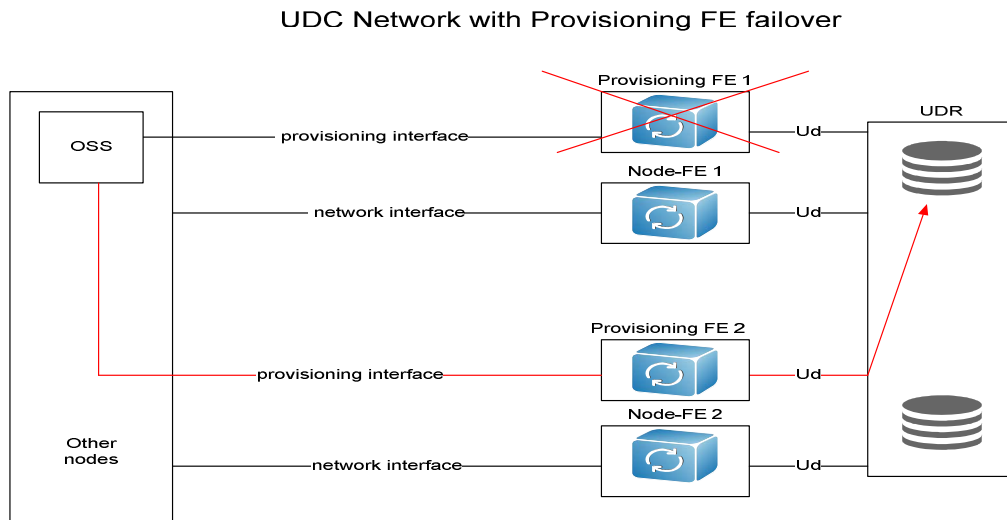 UDC Network with Provisioning FE failover
Provisioning FE 1
UDR
OSS
provisioning interface
Ud
Node-FE 1
network interface
Ud
Provisioning FE 2
provisioning interface
Ud
Node-FE 2
Other
nodes
network interface
Ud